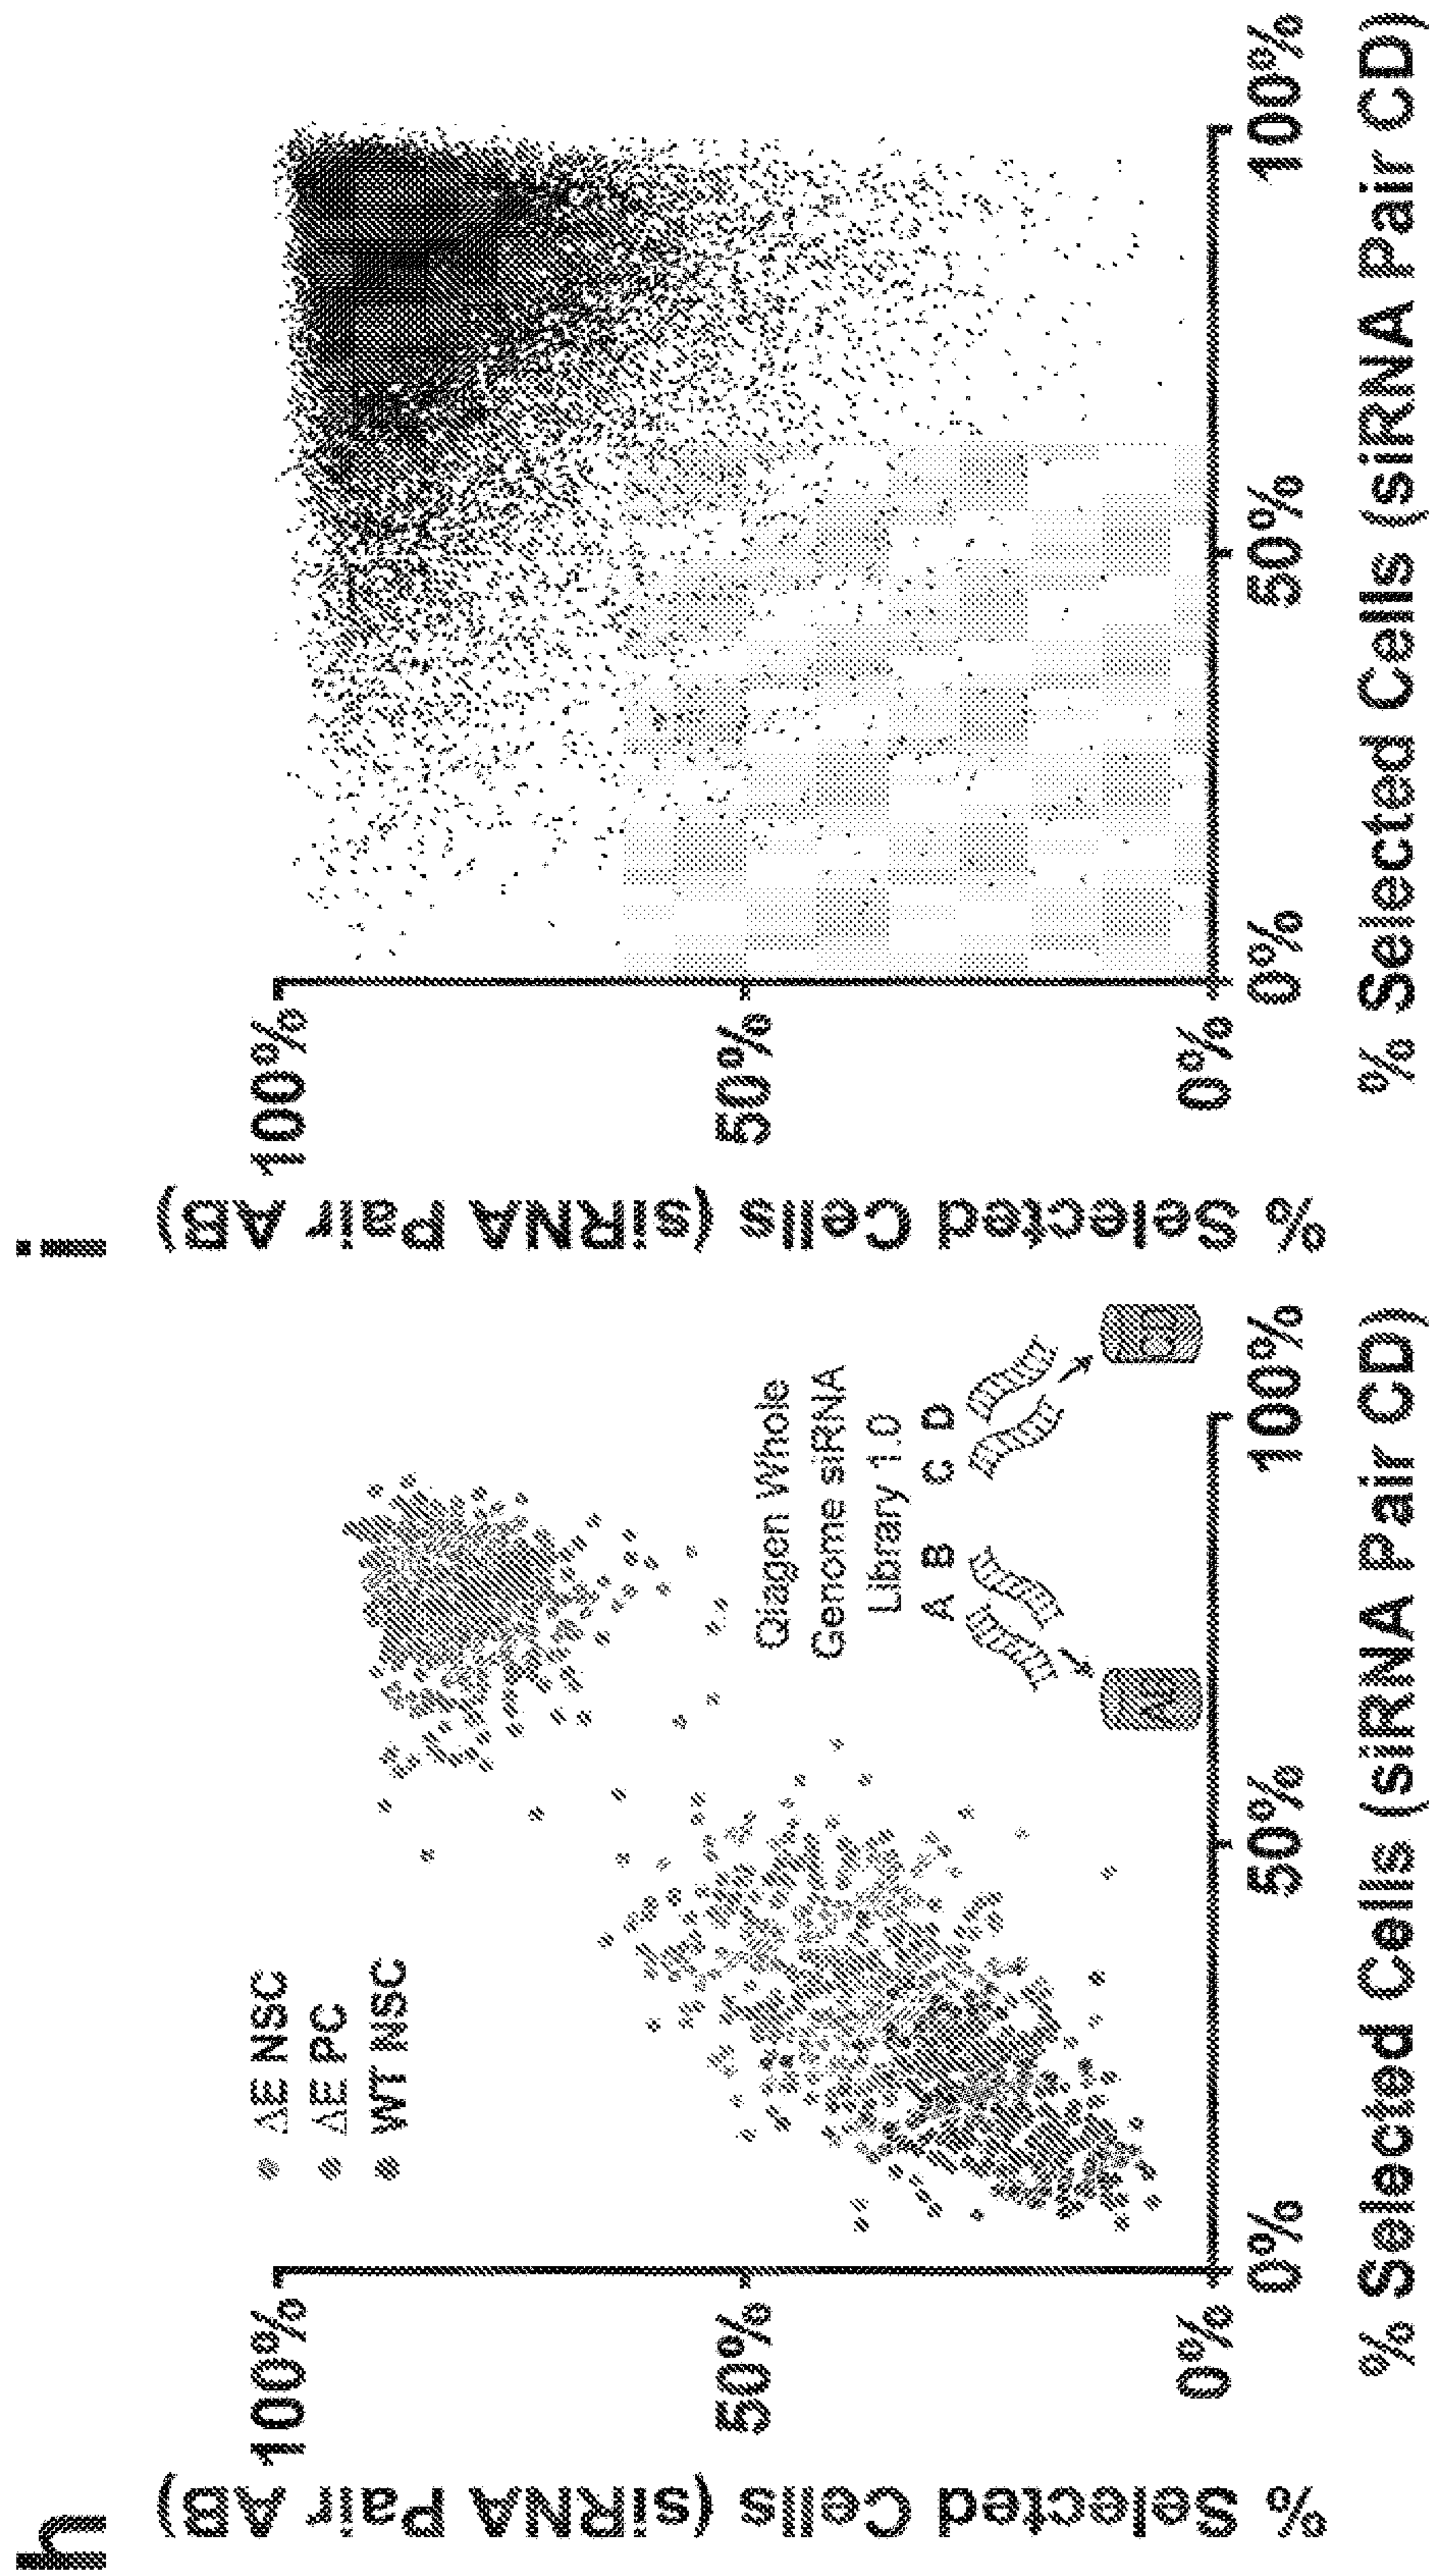 h
% Selected Cells (siRNA Pair AB)
100%
50%
0%
ΔE NSC
ΔE PC
WT NSC
Qiagen Whole
Genome siRNA
Library 1.0
A B C D
0%
50%
100%
% Selected Cells (siRNA Pair CD)
i
% Selected Cells (siRNA Pair AB)
100%
50%
0%
0%
50%
100%
% Selected Cells (siRNA Pair CD)